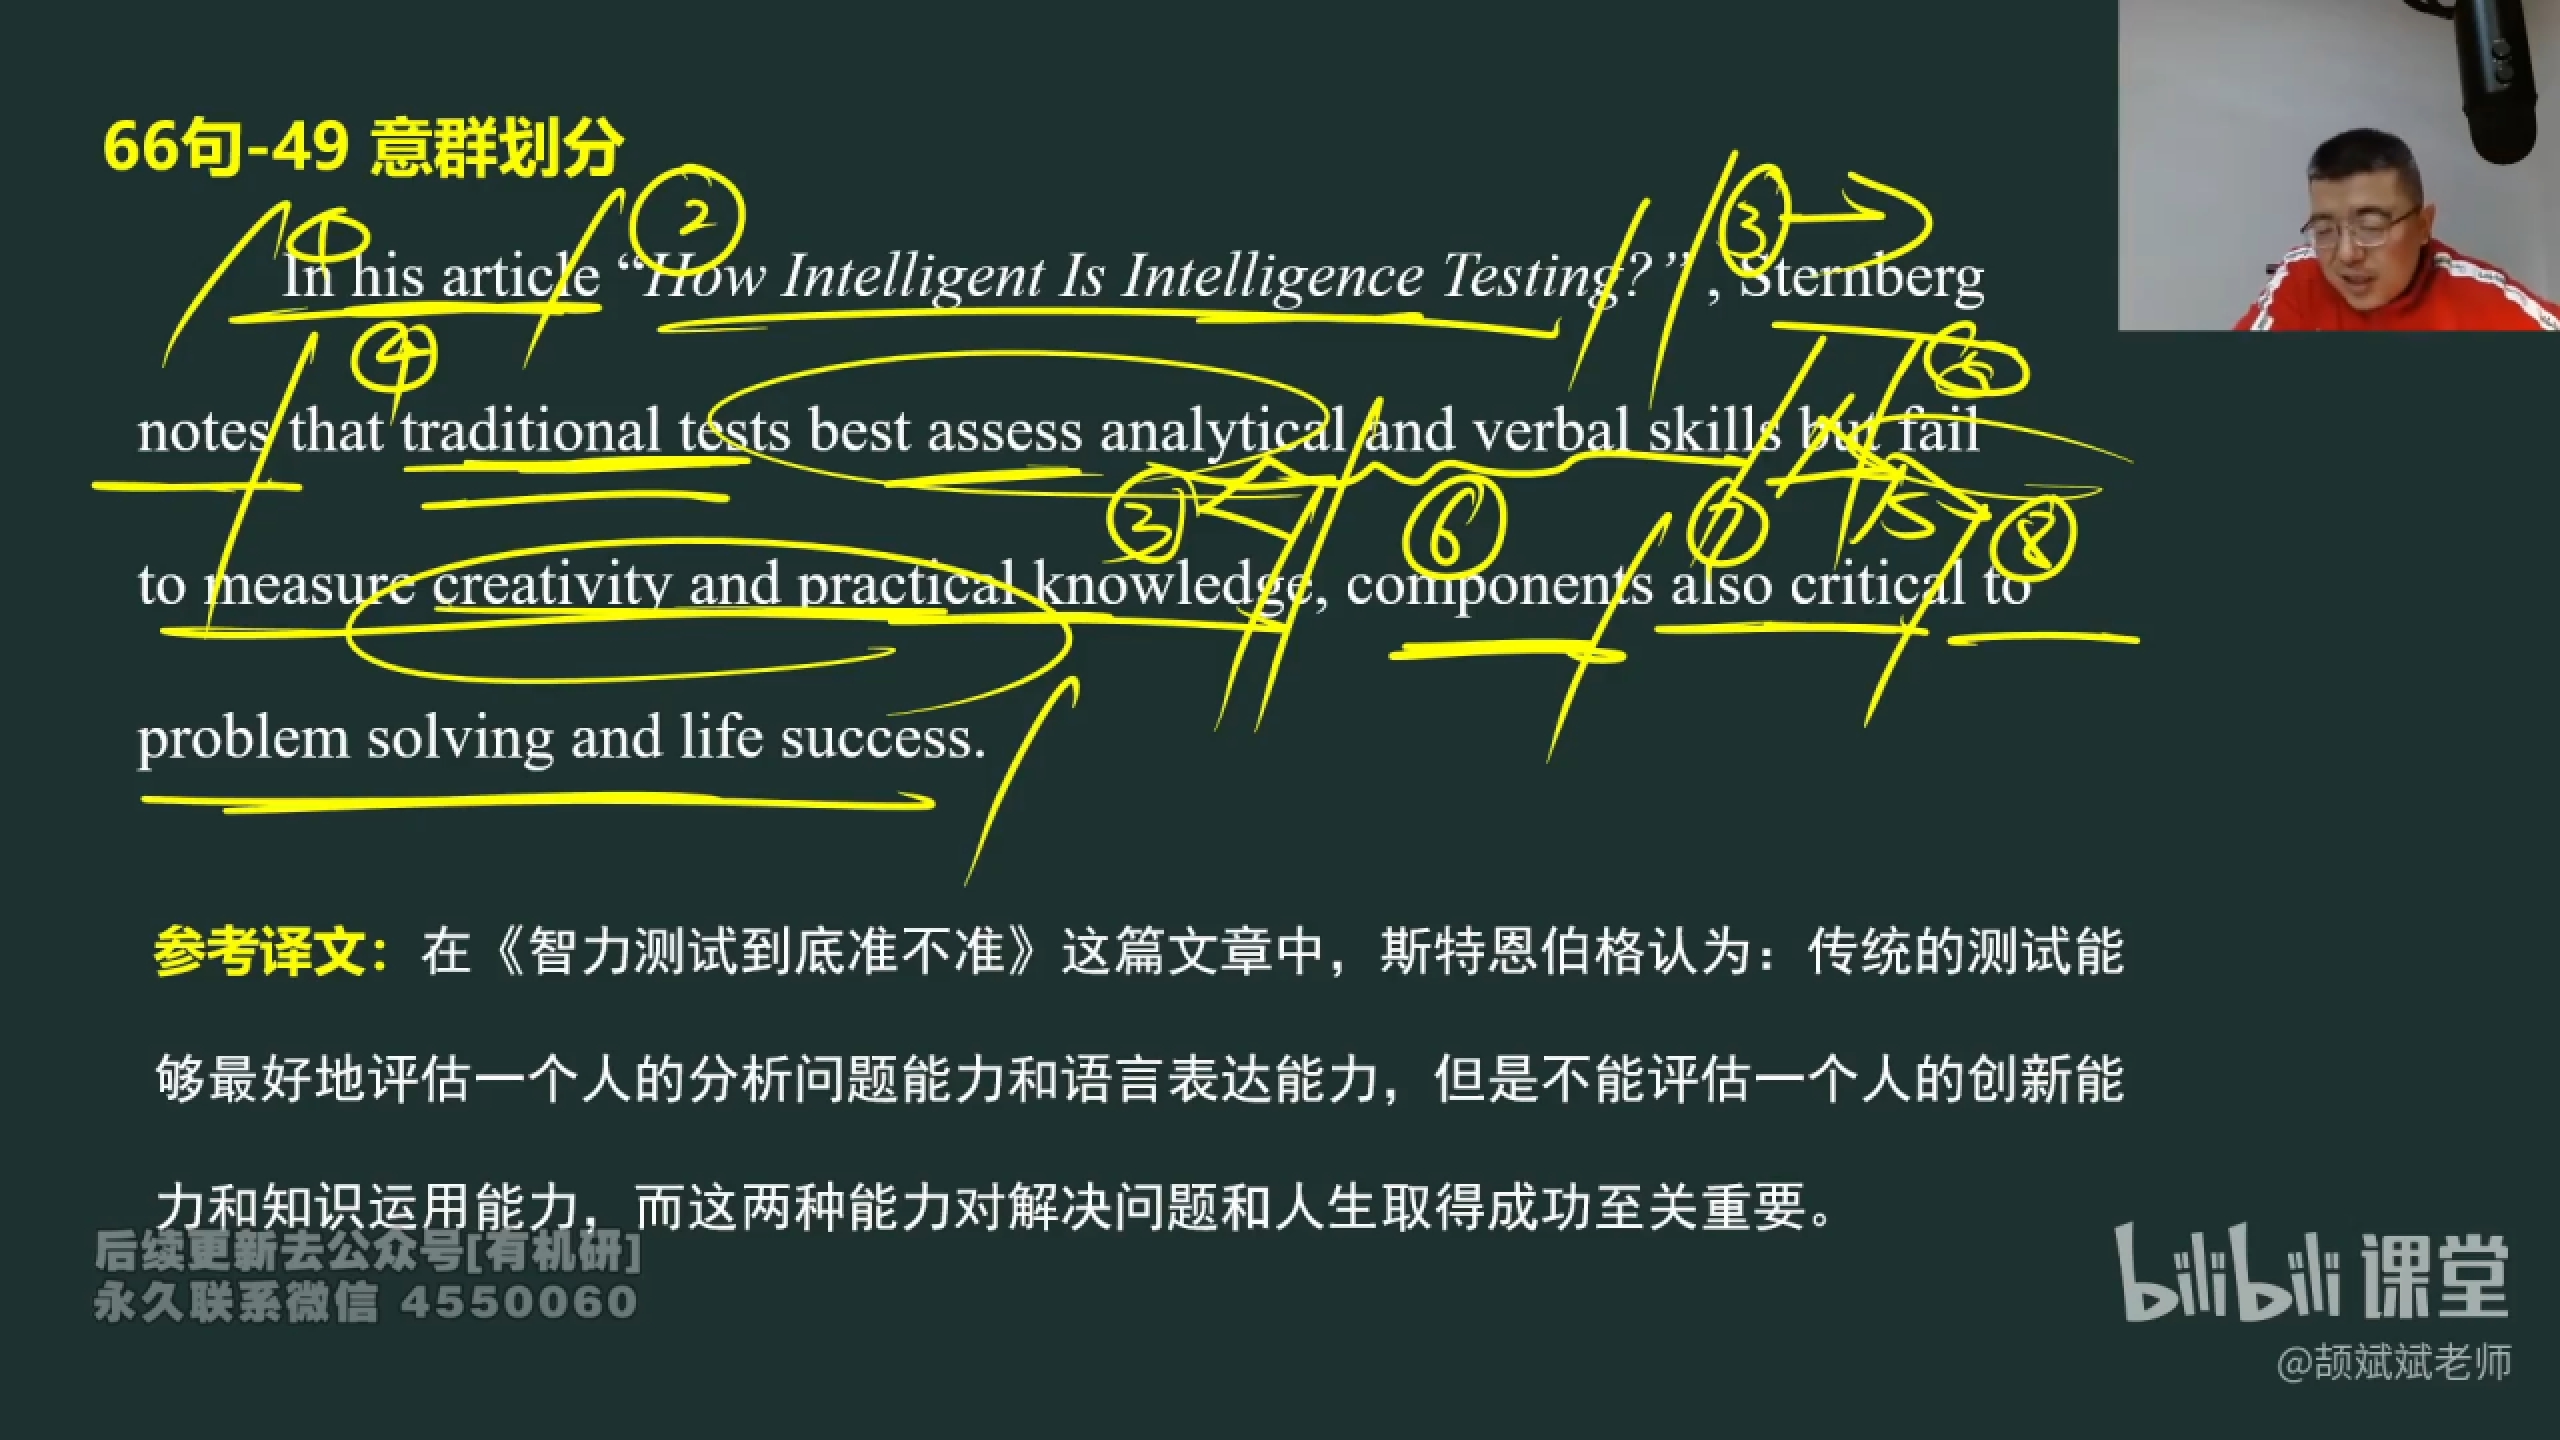 66句-49 意群划分
① ② ③
In his article “How Intelligent Is Intelligence Testing?”, Sternberg
④ ⑤
notes that traditional tests best assess analytical and verbal skills but fail
③ ⑥ ⑦ 15 ⑧
to measure creativity and practical knowledge, components also critical to
problem solving and life success.
参考译文：在《智力测试到底准不准》这篇文章中，斯特恩伯格认为：传统的测试能
够最好地评估一个人的分析问题能力和语言表达能力，但是不能评估一个人的创新能
力和知识运用能力，而这两种能力对解决问题和人生取得成功至关重要。
后续更新去公众号[有机研]
永久联系微信 4550060
bilibili 课堂
@颉斌斌老师